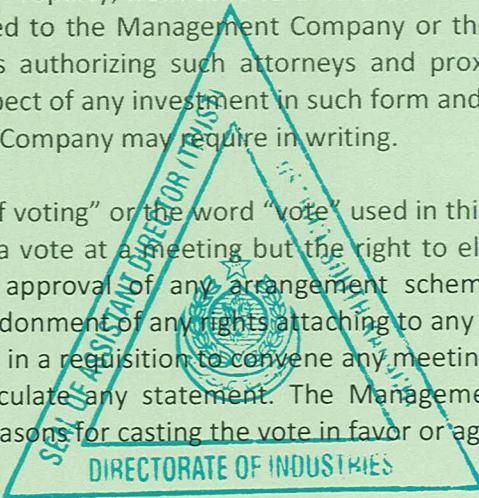 ed to the Management Company or the
s authorizing such attorneys and prox
pect of any investment in such form and
Company may require in writing.
f voting” or the word “vote” used in this
a vote at a meeting but the right to el
approval of any arrangement schem
donment of any rights attaching to any
in a requisition to convene any meetin
culate any statement. The Manageme
easons for casting the vote in favor or ag
SEAL OF ASSISTANT DIRECTOR (TRUST)
DIRECTORATE OF INDUSTRIES